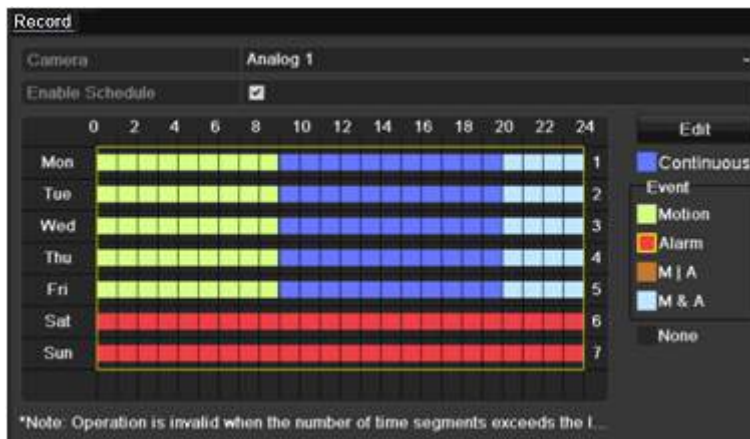 Record
Camera Analog 1
Enable Schedule
0 2 4 6 8 10 12 14 16 18 20 22 24
Edit
Mon 1
Continuous
Event
Tue 2
Motion
Wed 3
Alarm
Thu 4
M | A
Fri 5
M & A
Sat 6
None
Sun 7
*Note: Operation is invalid when the number of time segments exceeds the l...